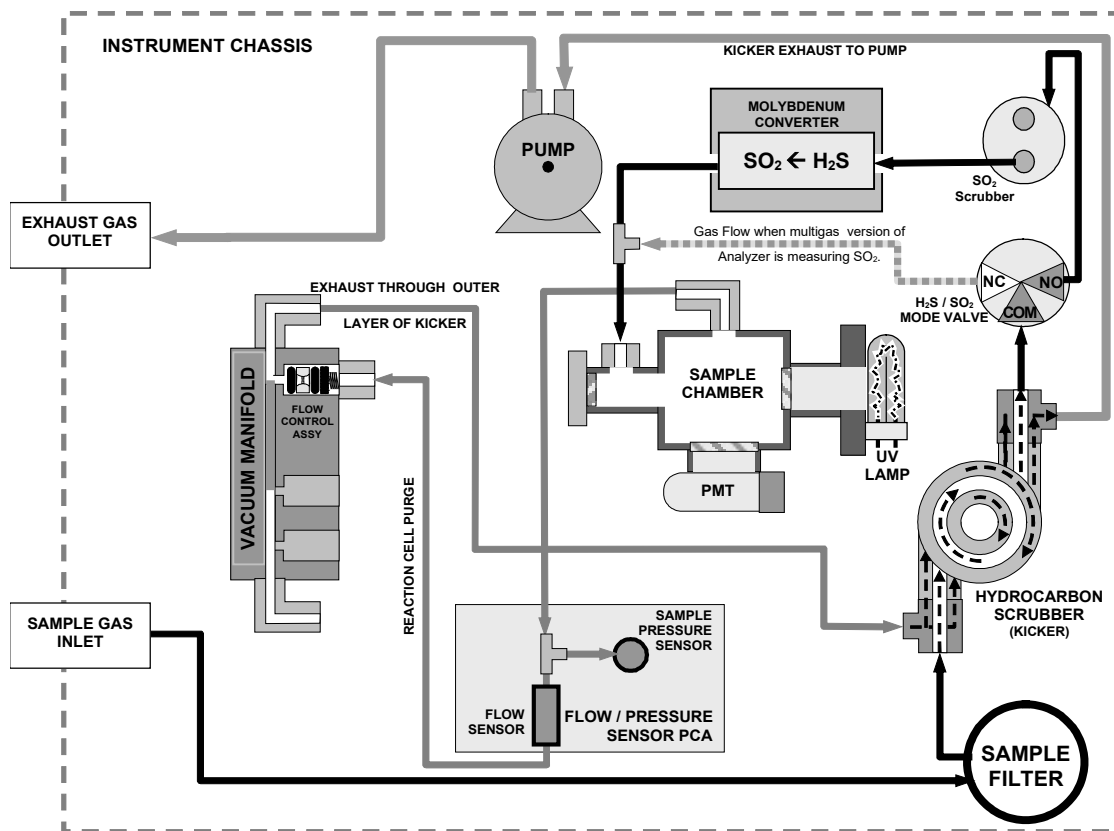 INSTRUMENT CHASSIS
KICKER EXHAUST TO PUMP
MOLYBDENUM
CONVERTER
SO2 ← H2S
PUMP
SO2
Scrubber
EXHAUST GAS
OUTLET
Gas Flow when multigas version of
Analyzer is measuring SO2.
NC
NO
COM
H2S / SO2
MODE VALVE
EXHAUST THROUGH OUTER
LAYER OF KICKER
VACUUM MANIFOLD
FLOW
CONTROL
ASSY
SAMPLE
CHAMBER
UV
LAMP
PMT
REACTION CELL PURGE
HYDROCARBON
SCRUBBER
(KICKER)
SAMPLE GAS
INLET
SAMPLE
PRESSURE
SENSOR
FLOW
SENSOR
FLOW / PRESSURE
SENSOR PCA
SAMPLE
FILTER